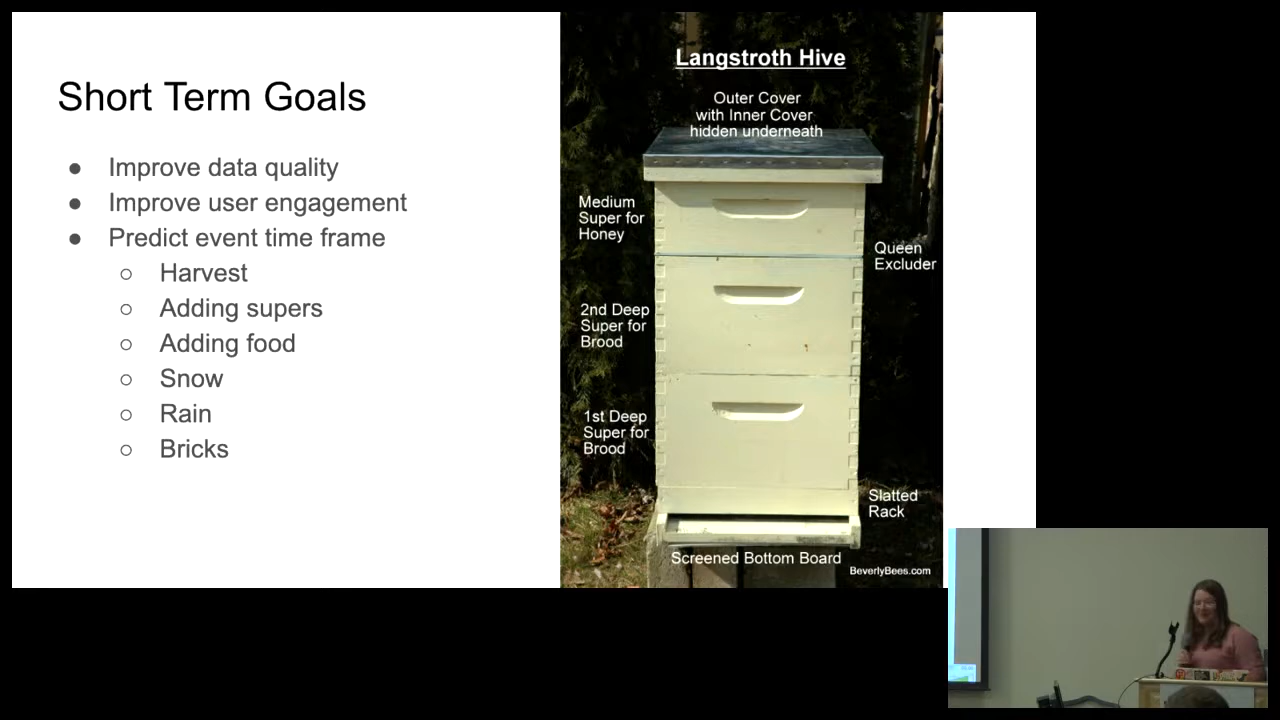 Short Term Goals
● Improve data quality
● Improve user engagement
● Predict event time frame
○ Harvest
○ Adding supers
○ Adding food
○ Snow
○ Rain
○ Bricks
Langstroth Hive
Outer Cover
with Inner Cover
hidden underneath
Medium
Super for
Honey
Queen
Excluder
2nd Deep
Super for
Brood
1st Deep
Super for
Brood
Slatted
Rack
Screened Bottom Board
BeverlyBees.com